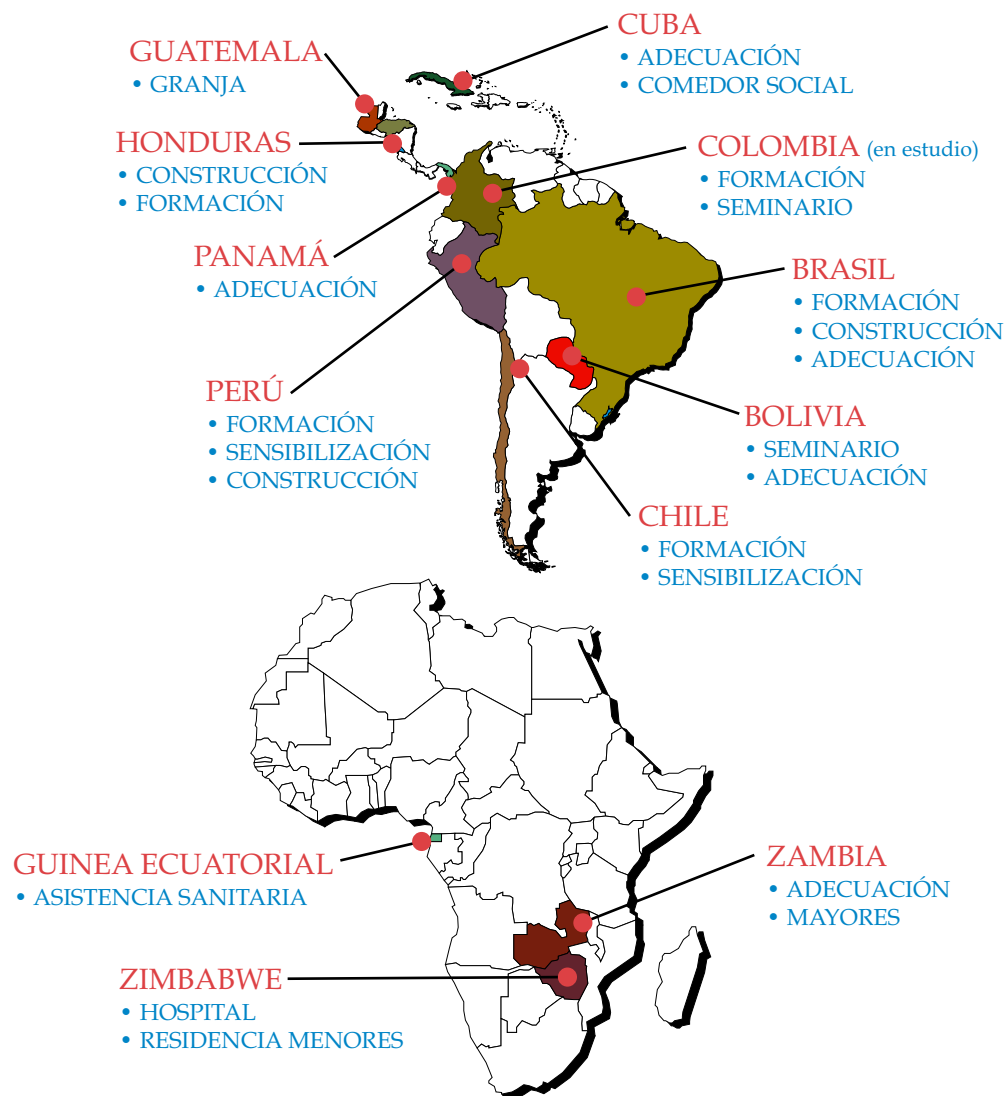 CUBA
• ADECUACIÓN
• COMEDOR SOCIAL
GUATEMALA
• GRANJA
HONDURAS
• CONSTRUCCIÓN
• FORMACIÓN
COLOMBIA (en estudio)
• FORMACIÓN
• SEMINARIO
PANAMÁ
• ADECUACIÓN
BRASIL
• FORMACIÓN
• CONSTRUCCIÓN
• ADECUACIÓN
PERÚ
• FORMACIÓN
• SENSIBILIZACIÓN
• CONSTRUCCIÓN
BOLIVIA
• SEMINARIO
• ADECUACIÓN
CHILE
• FORMACIÓN
• SENSIBILIZACIÓN
GUINEA ECUATORIAL
• ASISTENCIA SANITARIA
ZAMBIA
• ADECUACIÓN
• MAYORES
ZIMBABWE
• HOSPITAL
• RESIDENCIA MENORES